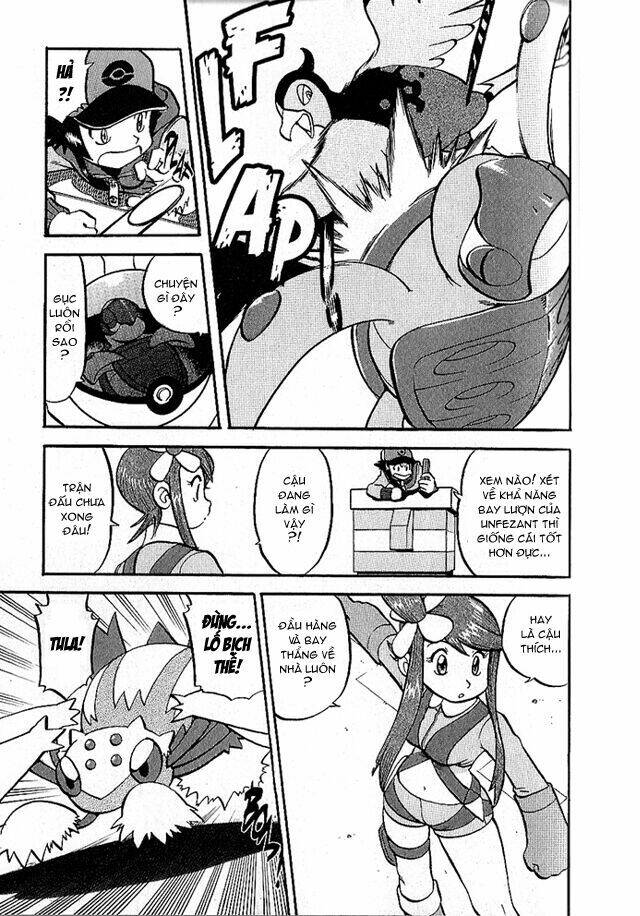 FLAP
HẢ
?!
CHUYỆN
GÌ ĐÂY
?
GỤC
LUÔN
RỒI
SAO
?
XEM NÀO! XÉT
VỀ KHẢ NĂNG
BAY LƯỢN CỦA
UNFEZANT THÌ
GIỐNG CÁI TỐT
HƠN ĐỰC...
CẬU
ĐANG
LÀM GÌ
VẬY
?!
TRẬN
ĐẤU CHƯA
XONG
ĐÂU!
HAY
LÀ CẬU
THÍCH...
ĐẦU HÀNG
VÀ BAY
THẲNG VỀ
NHÀ LUÔN
?
ĐỪNG...
LỐ BỊCH
THẾ!
TULA!